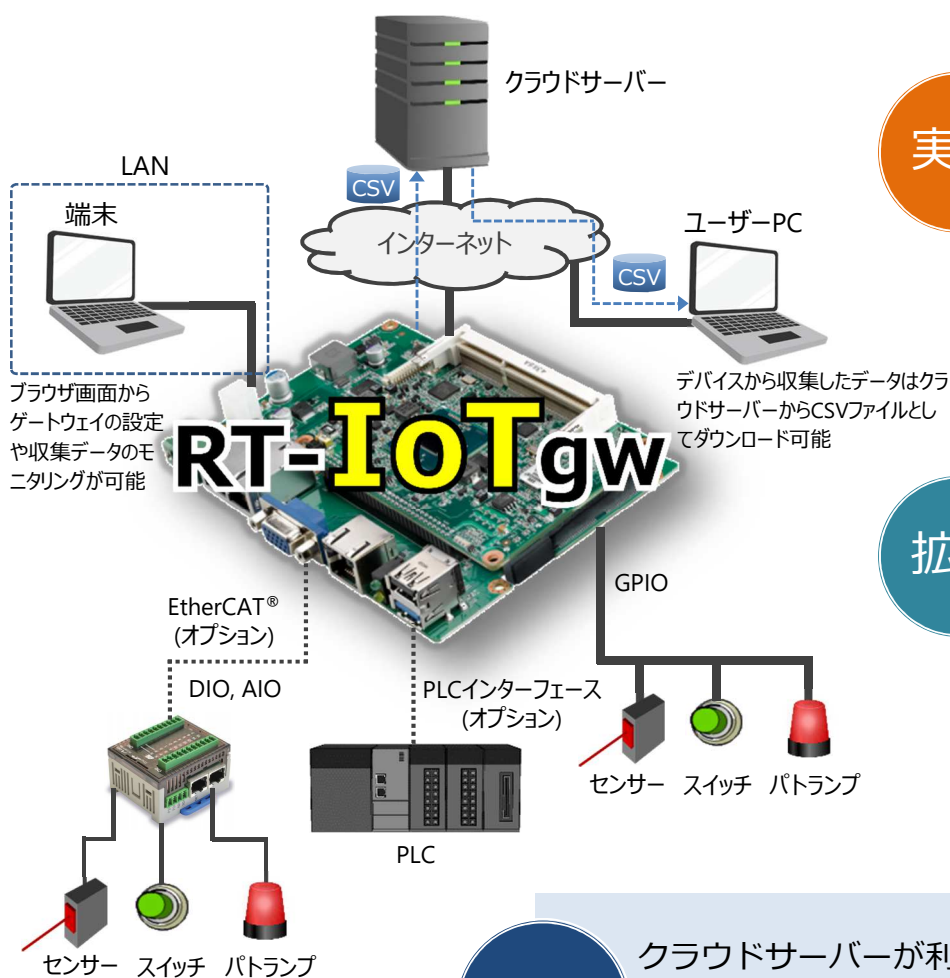 クラウドサーバー
実
LAN
CSV
端末
ユーザーPC
インターネット
CSV
ブラウザ画面から
ゲートウェイの設定
や収集データのモ
ニタリングが可能
デバイスから収集したデータはクラ
ウドサーバーからCSVファイルとし
てダウンロード可能
RT-IoTgw
拡
GPIO
EtherCAT®
(オプション)
DIO, AIO
PLCインターフェース
(オプション)
センサー スイッチ パトランプ
PLC
センサー スイッチ パトランプ
クラウドサーバーが利